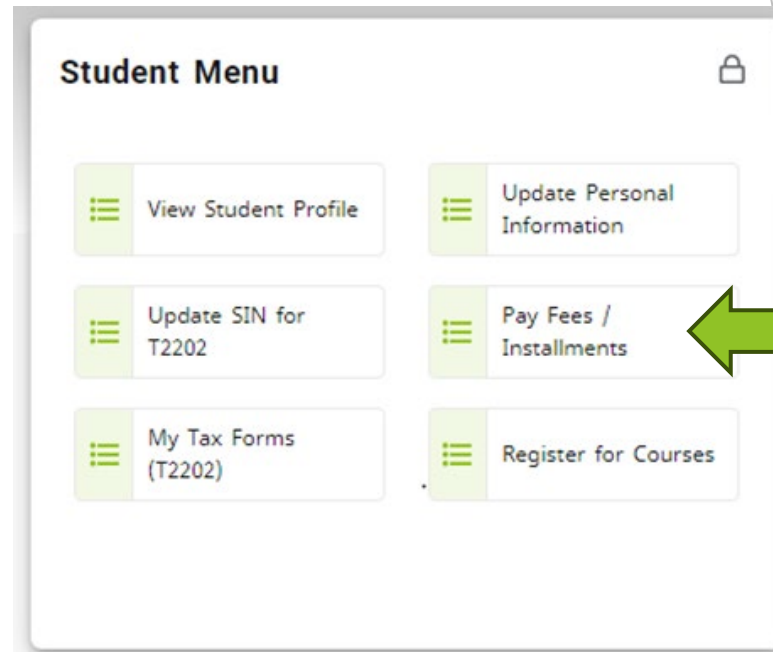 Student Menu
View Student Profile
Update Personal
Information
Update SIN for
T2202
Pay Fees /
Installments
My Tax Forms
(T2202)
Register for Courses